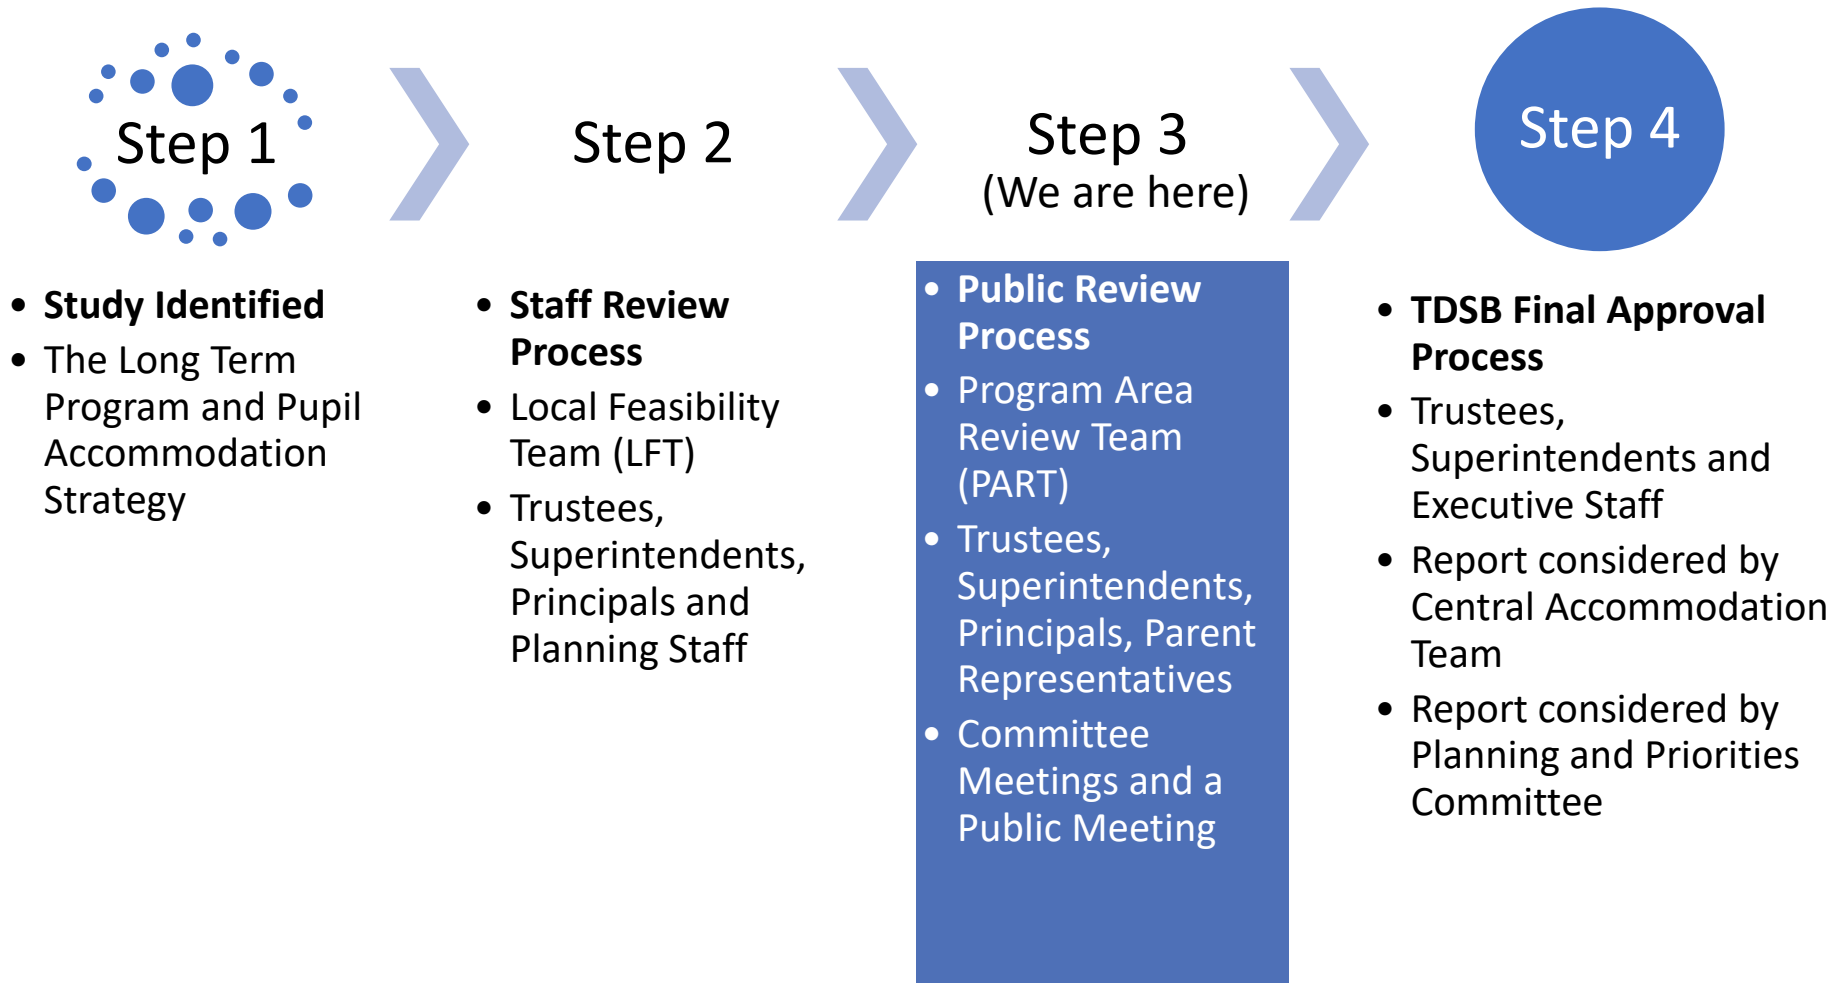 Step 1
• Study Identified
• The Long Term
Program and Pupil
Accommodation
Strategy
Step 2
• Staff Review
Process
• Local Feasibility
Team (LFT)
• Trustees,
Superintendents,
Principals and
Planning Staff
Step 3
(We are here)
• Public Review
Process
• Program Area
Review Team
(PART)
• Trustees,
Superintendents,
Principals, Parent
Representatives
• Committee
Meetings and a
Public Meeting
Step 4
• TDSB Final Approval
Process
• Trustees,
Superintendents and
Executive Staff
• Report considered by
Central Accommodation
Team
• Report considered by
Planning and Priorities
Committee